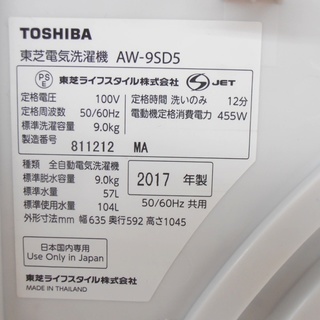 TOSHIBA
東芝電気洗濯機 AW-9SD5
PS E 東芝ライフスタイル株式会社 S JET
定格電圧 100V 定格時間 洗いのみ 12分
定格周波数 50/60Hz 電動機定格消費電力 455W
標準洗濯容量 9.0kg
製造番号 811212 MA
種類 全自動電気洗濯機
標準脱水容量 9.0kg 2017 年製
標準水量 57L
標準使用水量 104L 50/60Hz 共用
外形寸法mm 幅635 奥行592 高さ1045
日本国内専用
Use Only in Japan
東芝ライフスタイル株式会社
MADE IN THAILAND